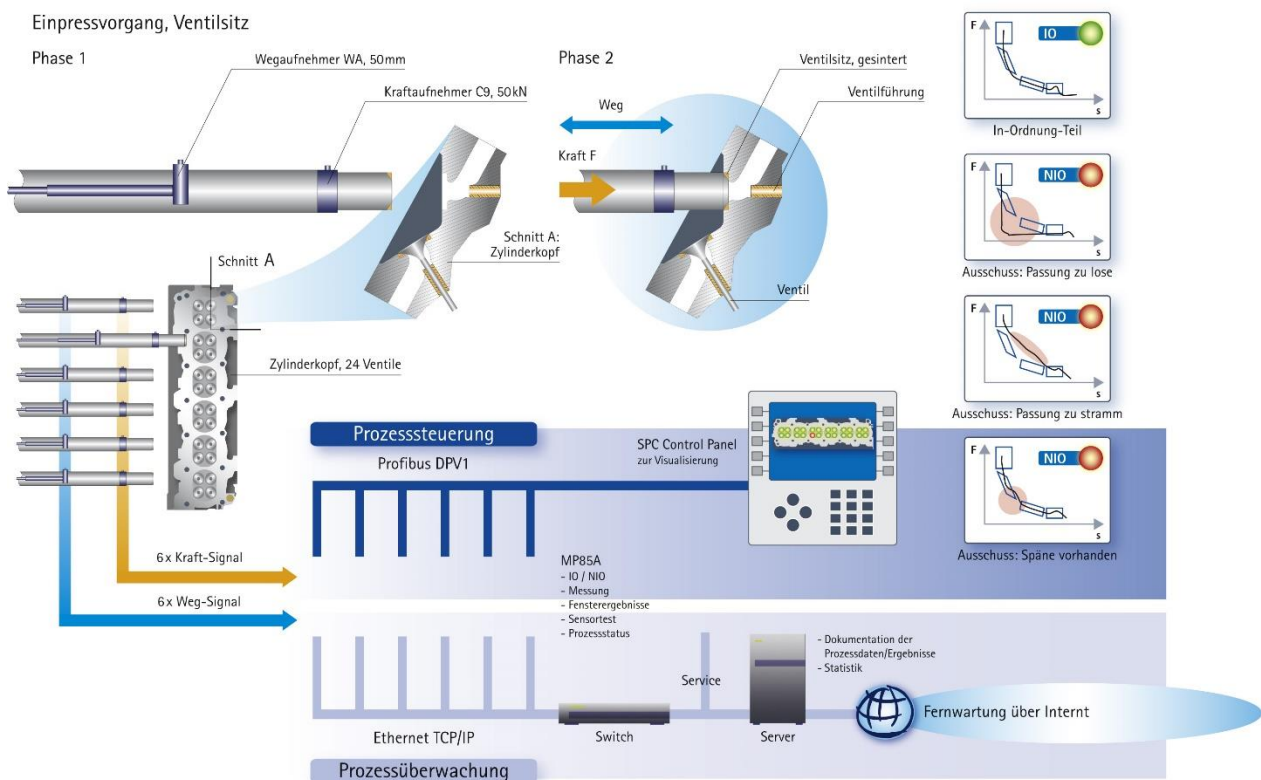 Einpressvorgang, Ventilsitz
Phase 1
Wegaufnehmer WA, 50mm
Kraftaufnehmer C9, 50kN
Phase 2
Weg
Kraft F
Ventilsitz, gesintert
Ventilführung
Schnitt A:
Zylinderkopf
Ventil
Schnitt A
Zylinderkopf, 24 Ventile
F
IO
s
In-Ordnung-Teil
F
NIO
s
Ausschuss: Passung zu lose
F
NIO
s
Ausschuss: Passung zu stramm
F
NIO
s
Ausschuss: Späne vorhanden
Prozesssteuerung
Profibus DPV1
SPC Control Panel
zur Visualisierung
6x Kraft-Signal
6x Weg-Signal
MP85A
- IO / NIO
- Messung
- Fensterergebnisse
- Sensortest
- Prozessstatus
- Dokumentation der
Prozessdaten/Ergebnisse
- Statistik
Service
Fernwartung über Internt
Ethernet TCP/IP
Switch
Server
Prozessüberwachung